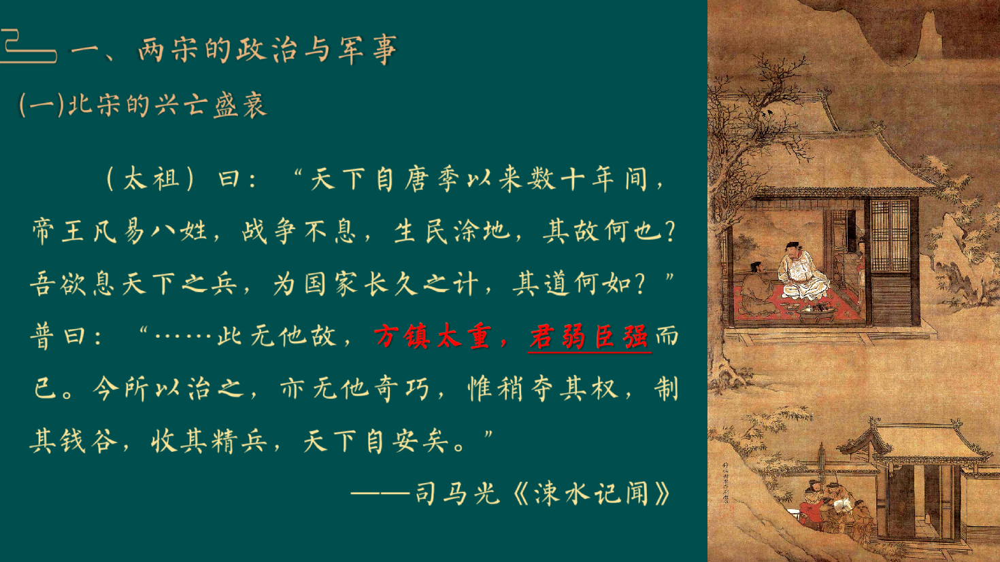 一、两宋的政治与军事
(一)北宋的兴亡盛衰
（太祖）曰：“天下自唐季以来数十年间，
帝王凡易八姓，战争不息，生民涂地，其故何也？
吾欲息天下之兵，为国家长久之计，其道何如？”
普曰：“……此无他故，方镇太重，君弱臣强而
已。今所以治之，亦无他奇巧，惟稍夺其权，制
其钱谷，收其精兵，天下自安矣。”
——司马光《涑水记闻》